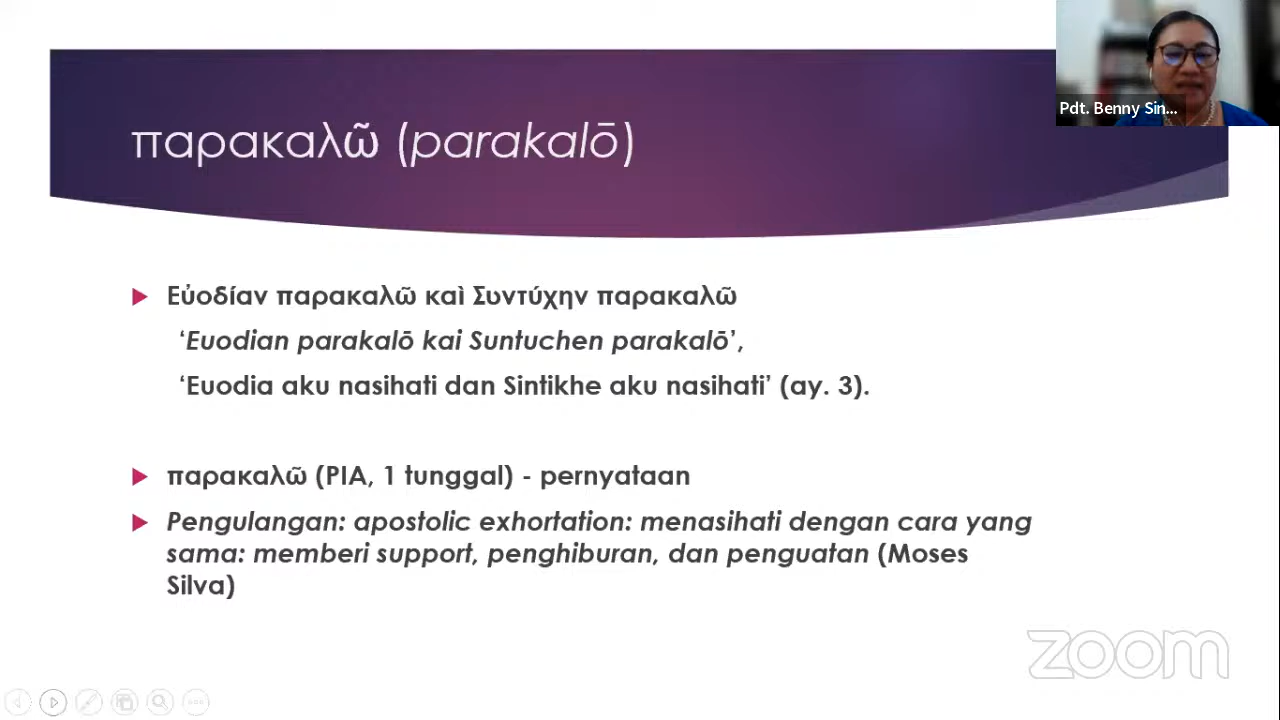 Pdt. Benny Sin...
παρακαλῶ (parakalō)
Εὐοδίαν παρακαλῶ καὶ Συντύχην παρακαλῶ
‘Euodian parakalō kai Suntuchen parakalō’,
‘Euodia aku nasihati dan Sintikhe aku nasihati’ (ay. 3).
παρακαλῶ (PIA, 1 tunggal) - pernyataan
Pengulangan: apostolic exhortation: menasihati dengan cara yang
sama: memberi support, penghiburan, dan penguatan (Moses
Silva)
zoom